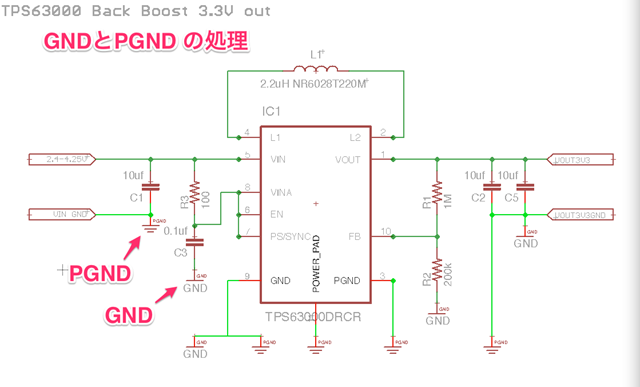 TPS63000 Back Boost 3.3V out
GNDとPGND の処理
L1
2.2uH NR6028T220M
IC1
4 L1 L2 2
2.4-4.25V
5 VIN VOUT 1
VOUT3V3
10uf
C1
R3
100
8 VINA
6 EN
7 PS/SYNC
FB 10
R1
1M
10uf
C2
10uf
C5
VIN GND
VOUT3V3GND
PGND
0.1uf
C3
GND
PGND
GND
GND
9 GND
POWER_PAD
PGND 3
R2
200k
GND
TPS63000DRCR
GND
GND
PGND
PGND
PGND
PGND